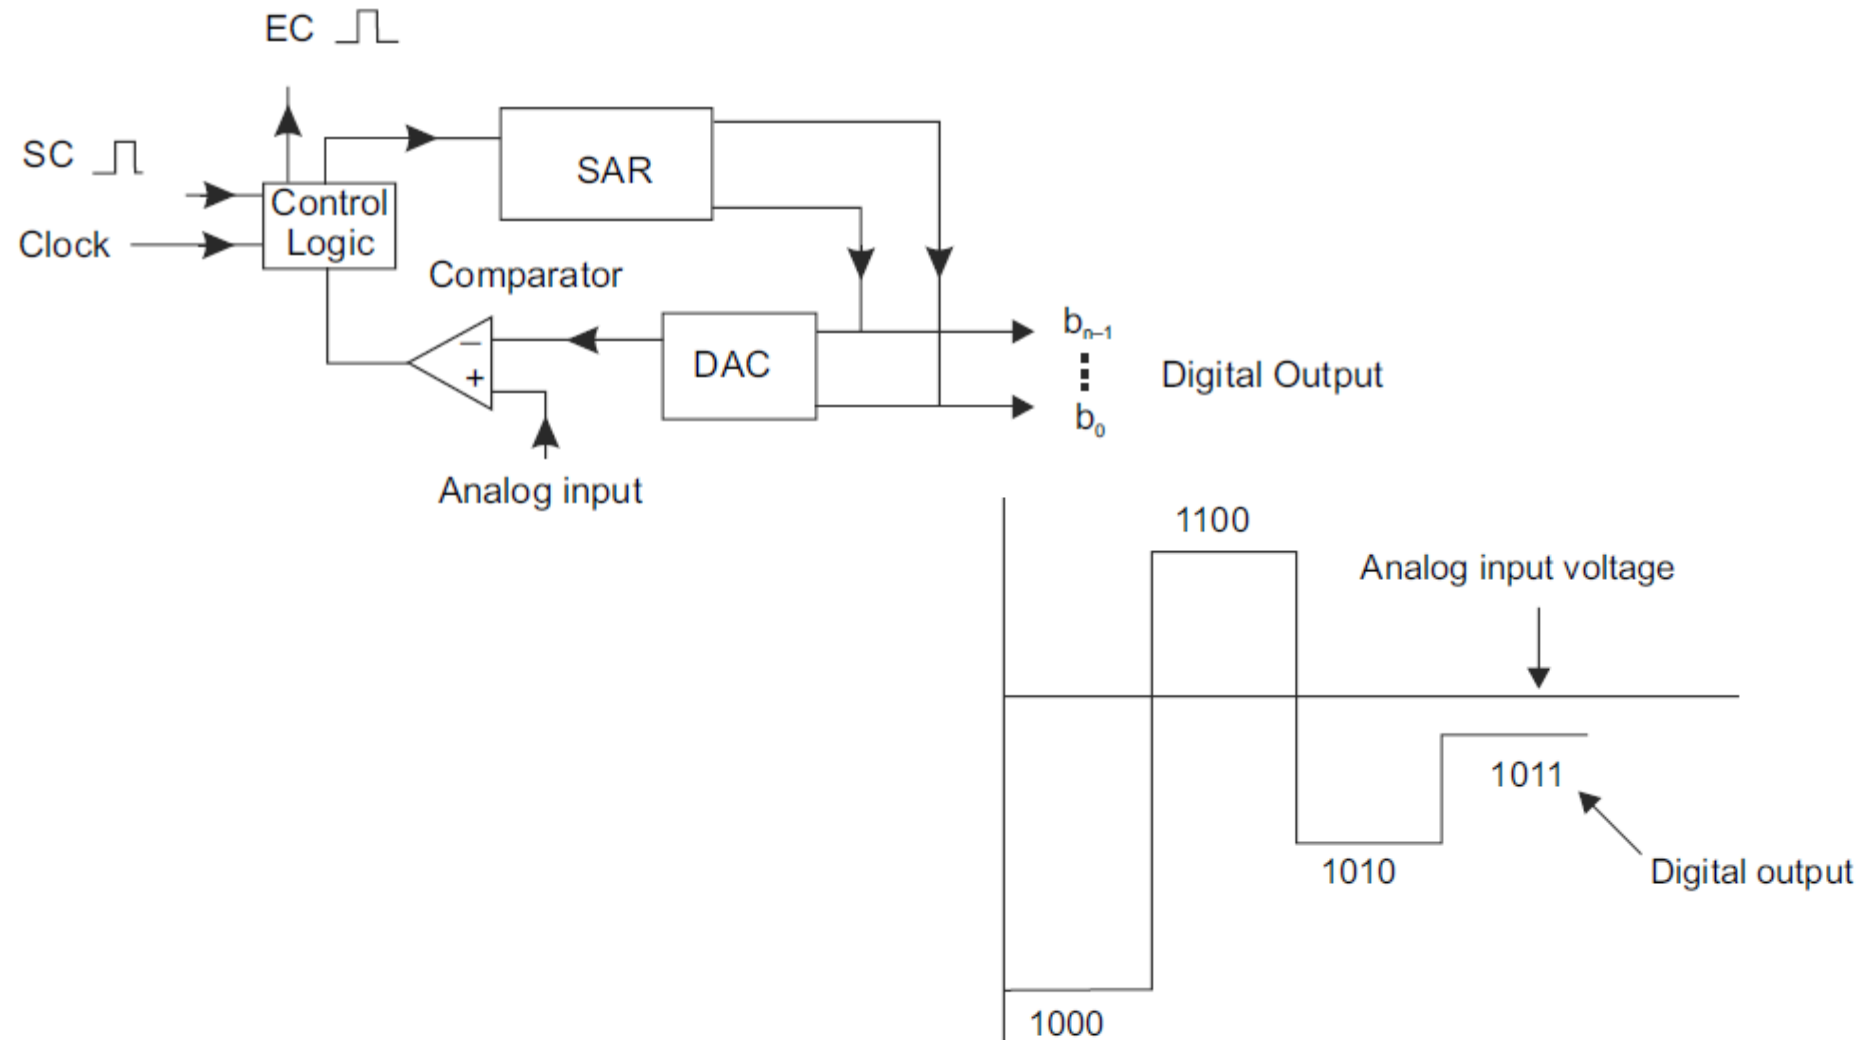 EC
SC
SAR
Control
Logic
Clock
Comparator
b_{n–1}
–
DAC
+
Digital Output
b_0
Analog input
1100
Analog input voltage
1011
1010
Digital output
1000